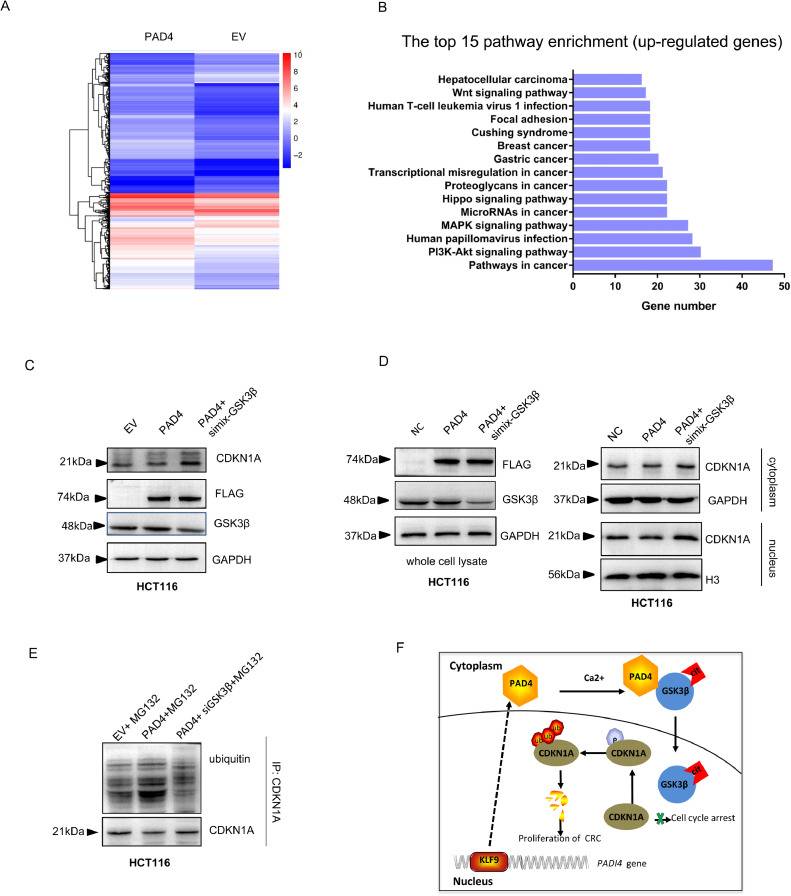 A
PAD4 EV
10
8
6
4
2
0
−2
B
The top 15 pathway enrichment (up-regulated genes)
Hepatocellular carcinoma
Wnt signaling pathway
Human T-cell leukemia virus 1 infection
Focal adhesion
Cushing syndrome
Breast cancer
Gastric cancer
Transcriptional misregulation in cancer
Proteoglycans in cancer
Hippo signaling pathway
MicroRNAs in cancer
MAPK signaling pathway
Human papillomavirus infection
PI3K-Akt signaling pathway
Pathways in cancer
0 10 20 30 40 50
Gene number
C
EV
PAD4
PAD4+
simix-GSK3β
21kDa CDKN1A
74kDa FLAG
48kDa GSK3β
37kDa GAPDH
HCT116
D
NC
PAD4
PAD4+
simix-GSK3β
74kDa FLAG
48kDa GSK3β
37kDa GAPDH
whole cell lysate
HCT116
NC
PAD4
PAD4+
simix-GSK3β
21kDa CDKN1A
37kDa GAPDH
cytoplasm
21kDa CDKN1A
56kDa H3
nucleus
HCT116
E
EV+ MG132
PAD4+MG132
PAD4+ siGSK3β+MG132
ubiquitin
21kDa CDKN1A
IP: CDKN1A
HCT116
F
Cytoplasm
PAD4
Ca2+
PAD4
cit
GSK3β
Ub
Ub
Ub
CDKN1A
P
CDKN1A
cit
GSK3β
CDKN1A
Cell cycle arrest
Proliferation of CRC
KLF9
PADI4 gene
Nucleus